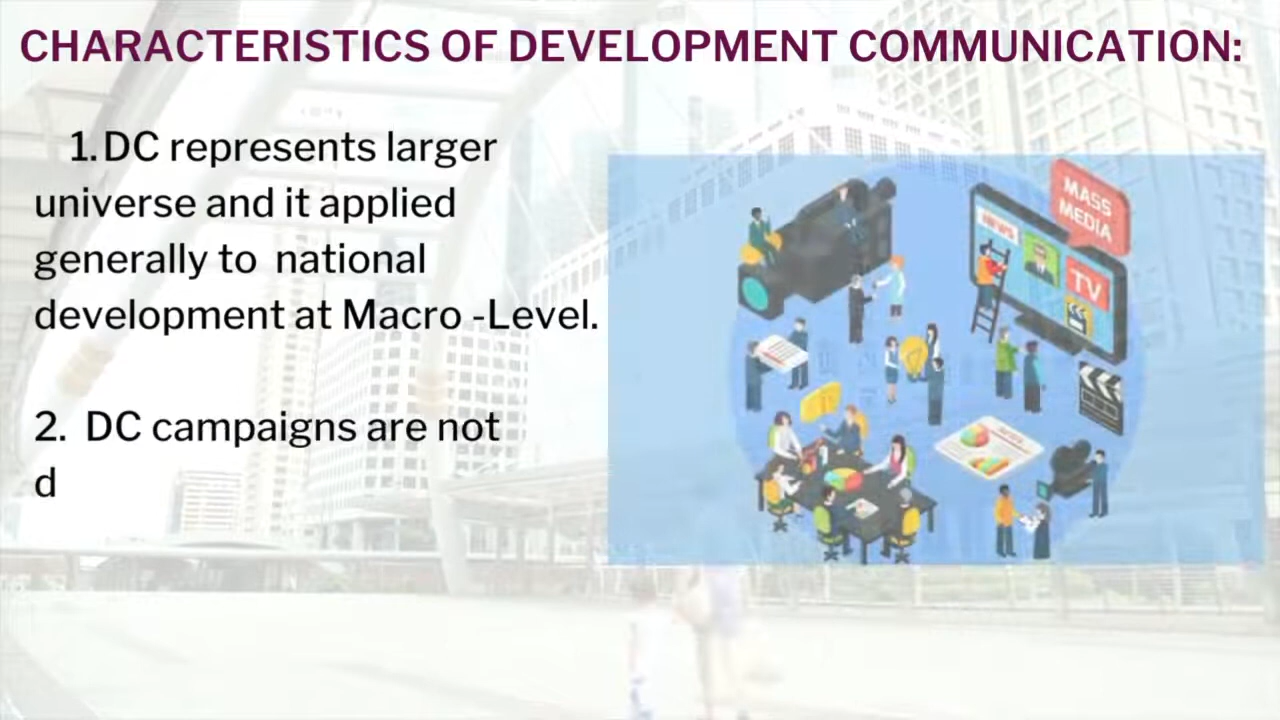 CHARACTERISTICS OF DEVELOPMENT COMMUNICATION:
1. DC represents larger
universe and it applied
generally to national
development at Macro -Level.
2. DC campaigns are not
d
MASS
MEDIA
news
TV